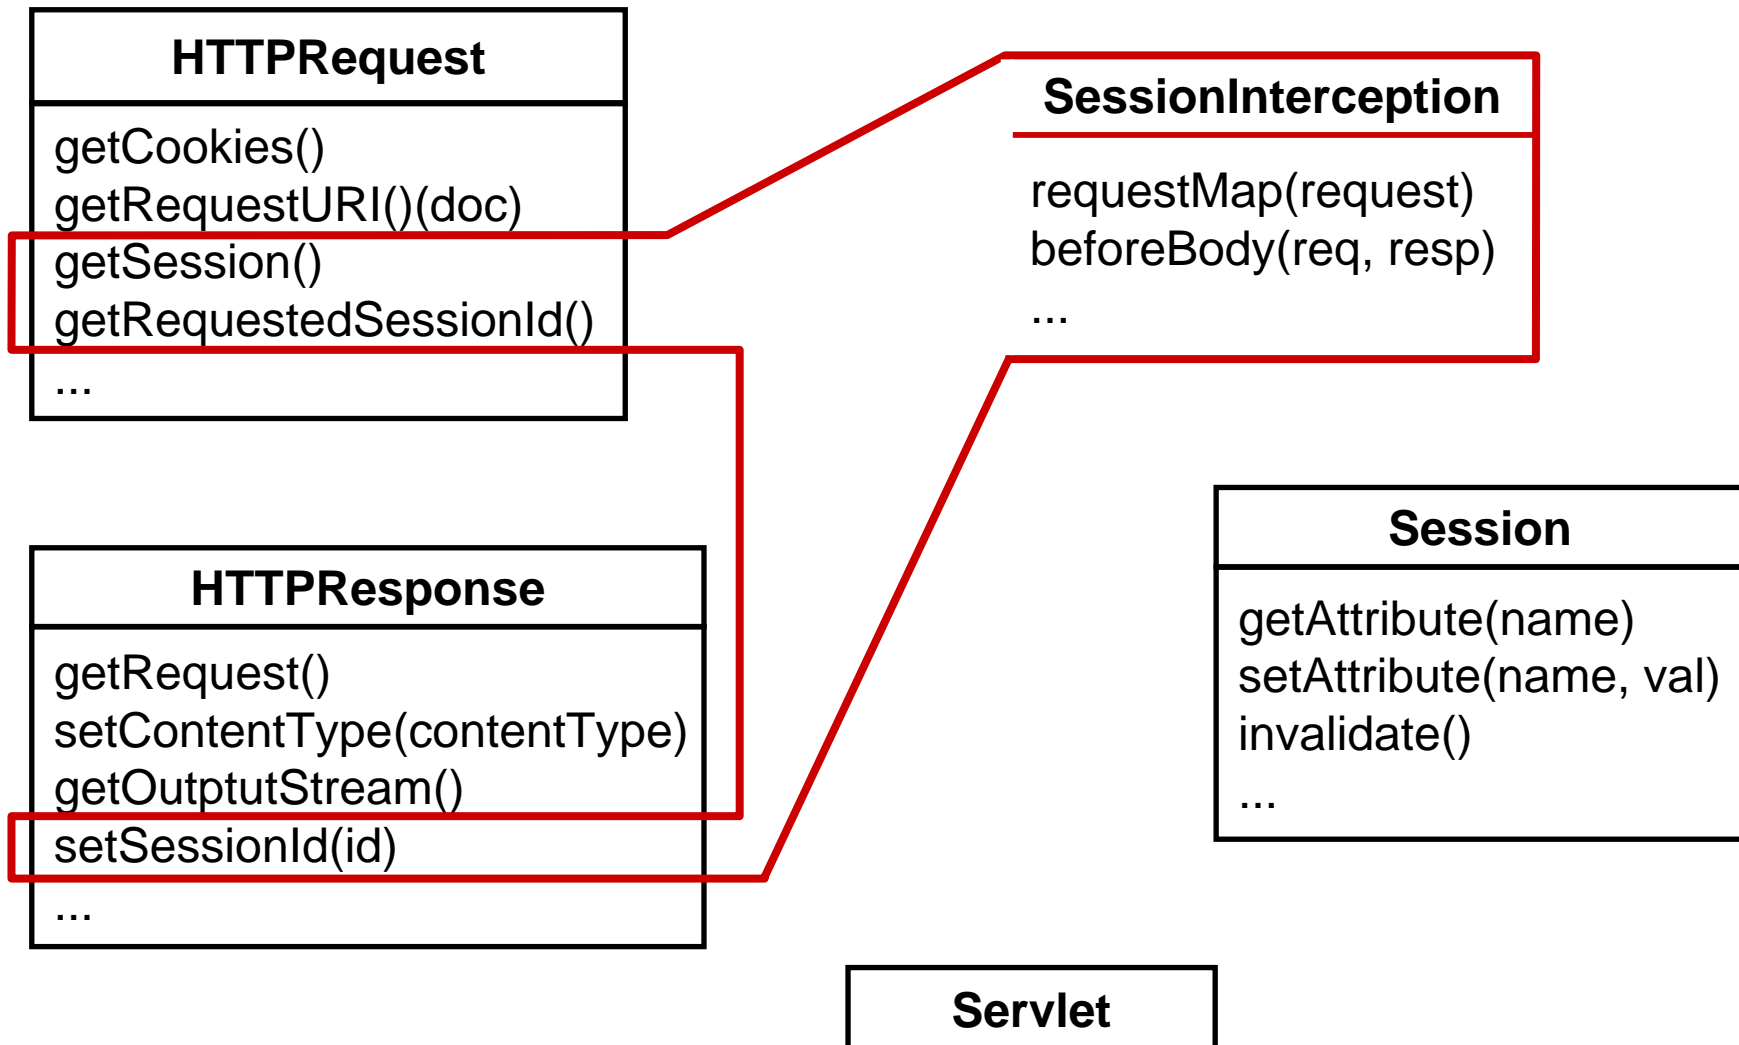 HTTPRequest
getCookies()
getRequestURI()(doc)
getSession()
getRequestedSessionId()
...
SessionInterception
requestMap(request)
beforeBody(req, resp)
...
HTTPResponse
getRequest()
setContentType(contentType)
getOutptutStream()
setSessionId(id)
...
Session
getAttribute(name)
setAttribute(name, val)
invalidate()
...
Servlet